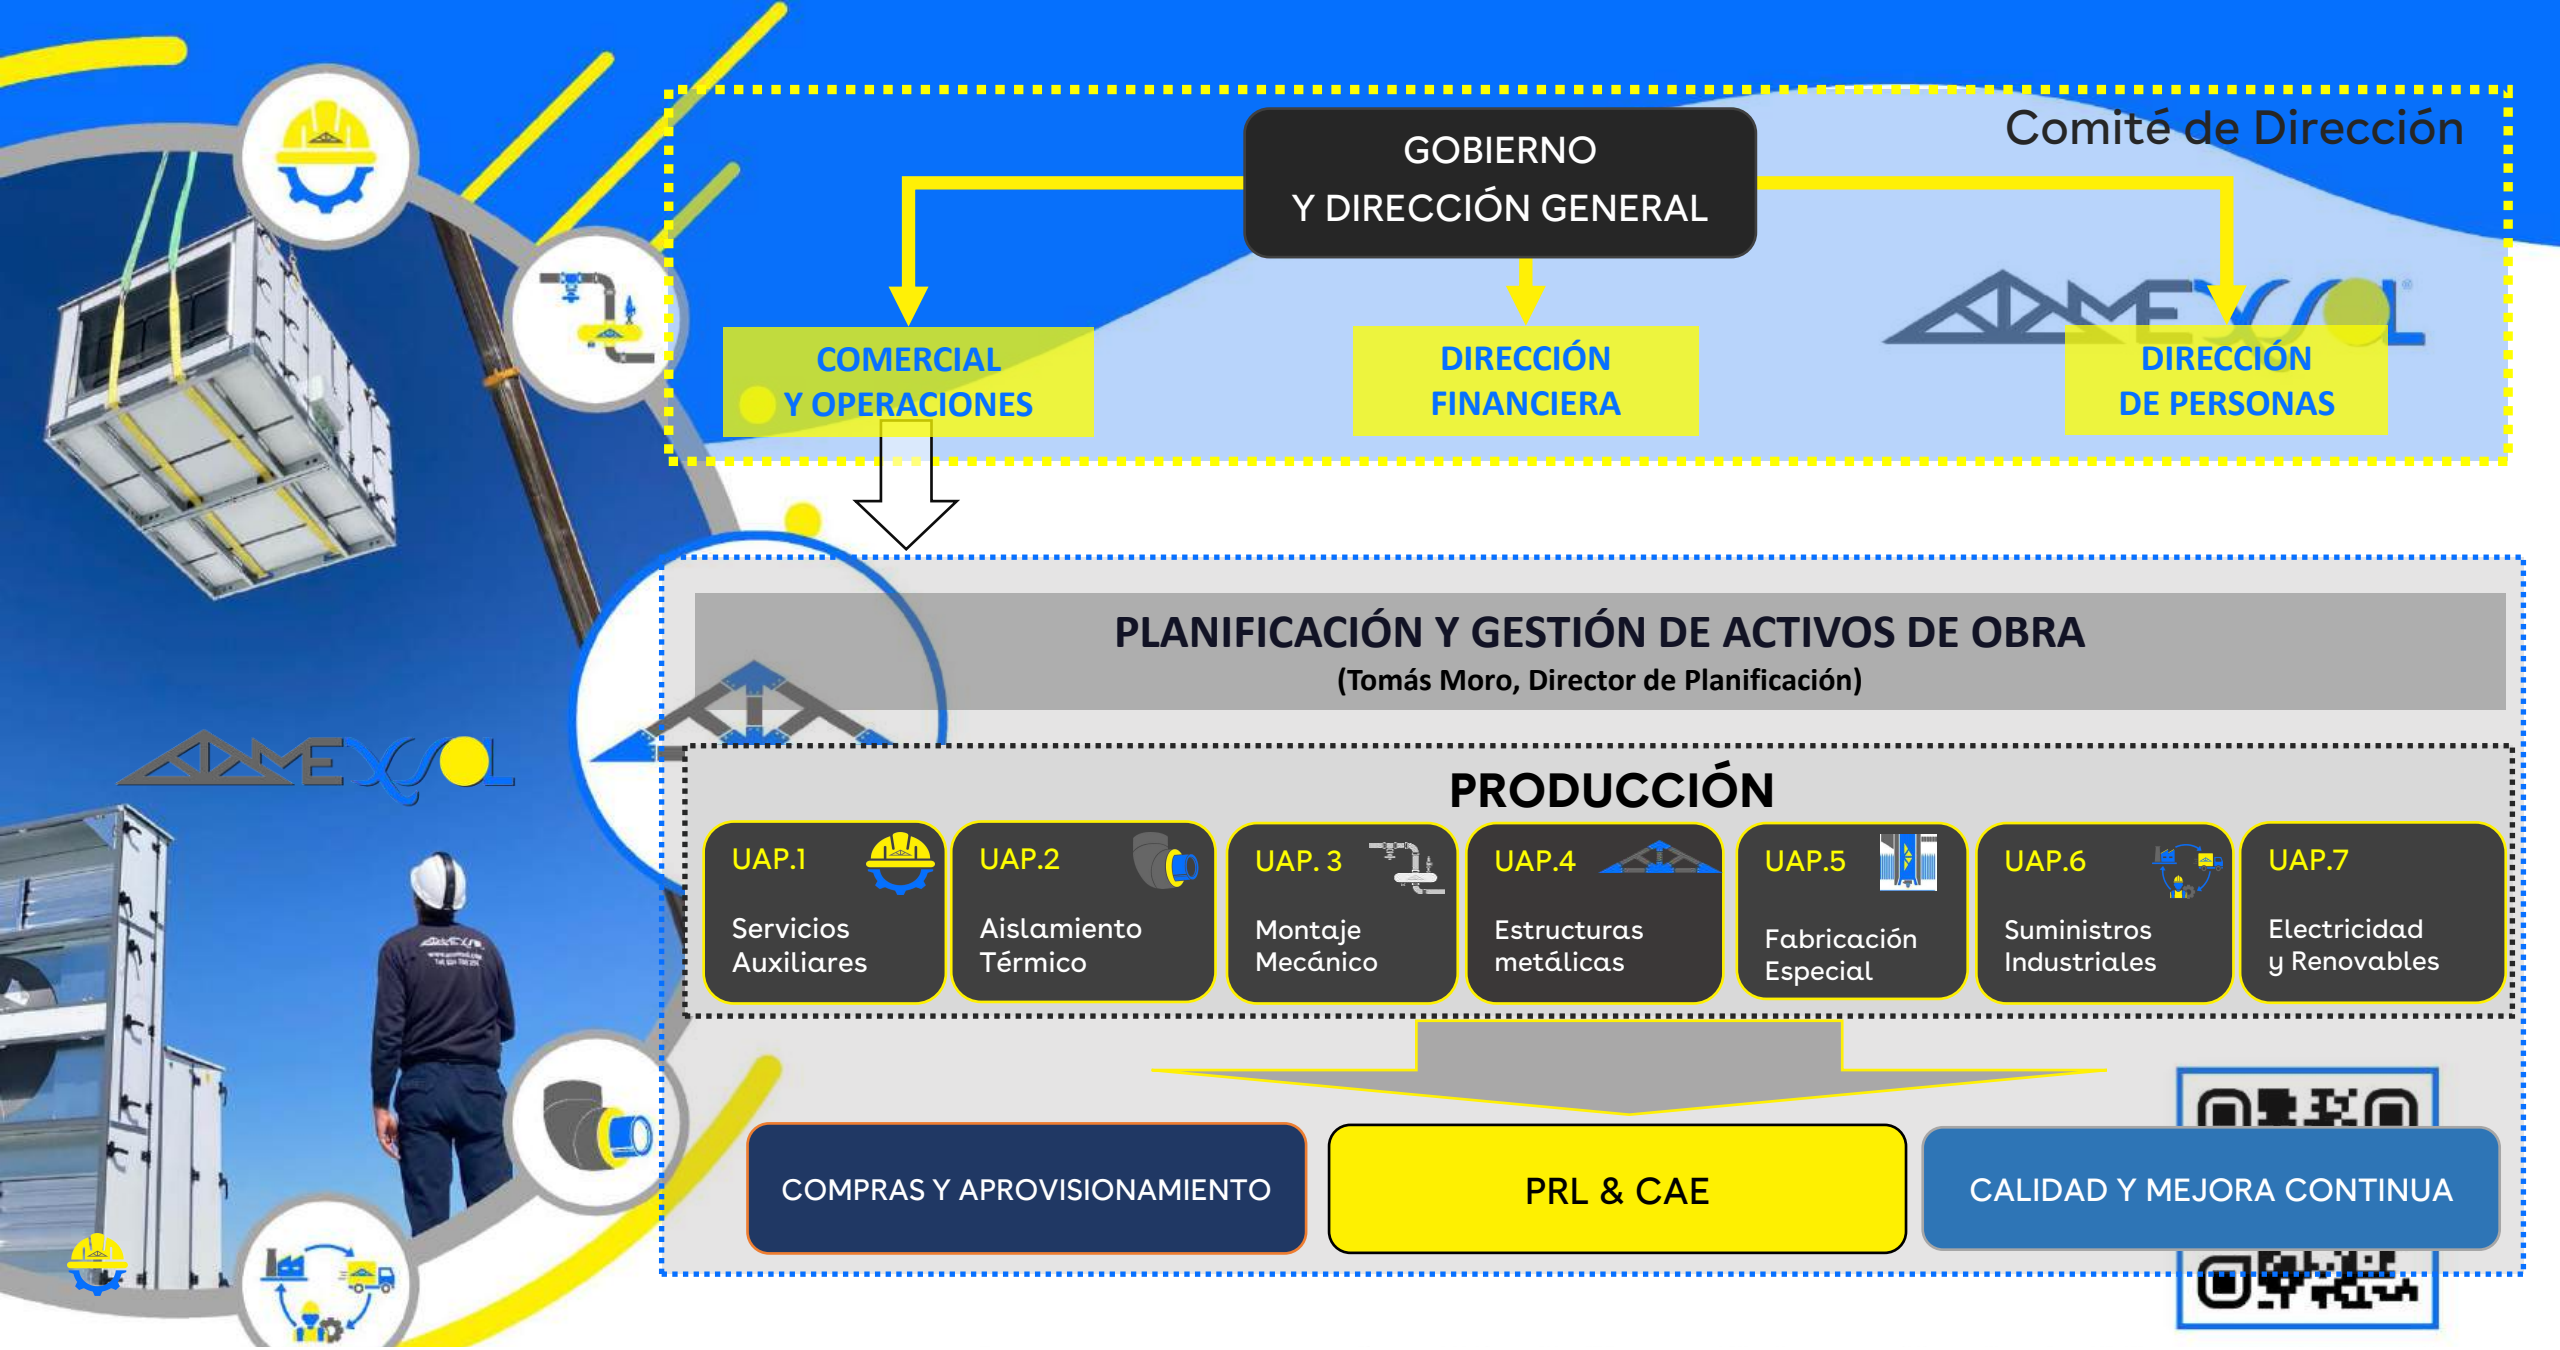 Comité de Dirección
GOBIERNO
Y DIRECCIÓN GENERAL
COMERCIAL
Y OPERACIONES
DIRECCIÓN
FINANCIERA
DIRECCIÓN
DE PERSONAS
PLANIFICACIÓN Y GESTIÓN DE ACTIVOS DE OBRA
(Tomás Moro, Director de Planificación)
PRODUCCIÓN
UAP.1
Servicios
Auxiliares
UAP.2
Aislamiento
Térmico
UAP. 3
Montaje
Mecánico
UAP.4
Estructuras
metálicas
UAP.5
Fabricación
Especial
UAP.6
Suministros
Industriales
UAP.7
Electricidad
y Renovables
COMPRAS Y APROVISIONAMIENTO
PRL & CAE
CALIDAD Y MEJORA CONTINUA